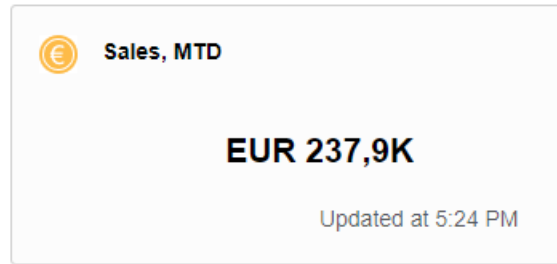 €
Sales, MTD
EUR 237,9K
Updated at 5:24 PM